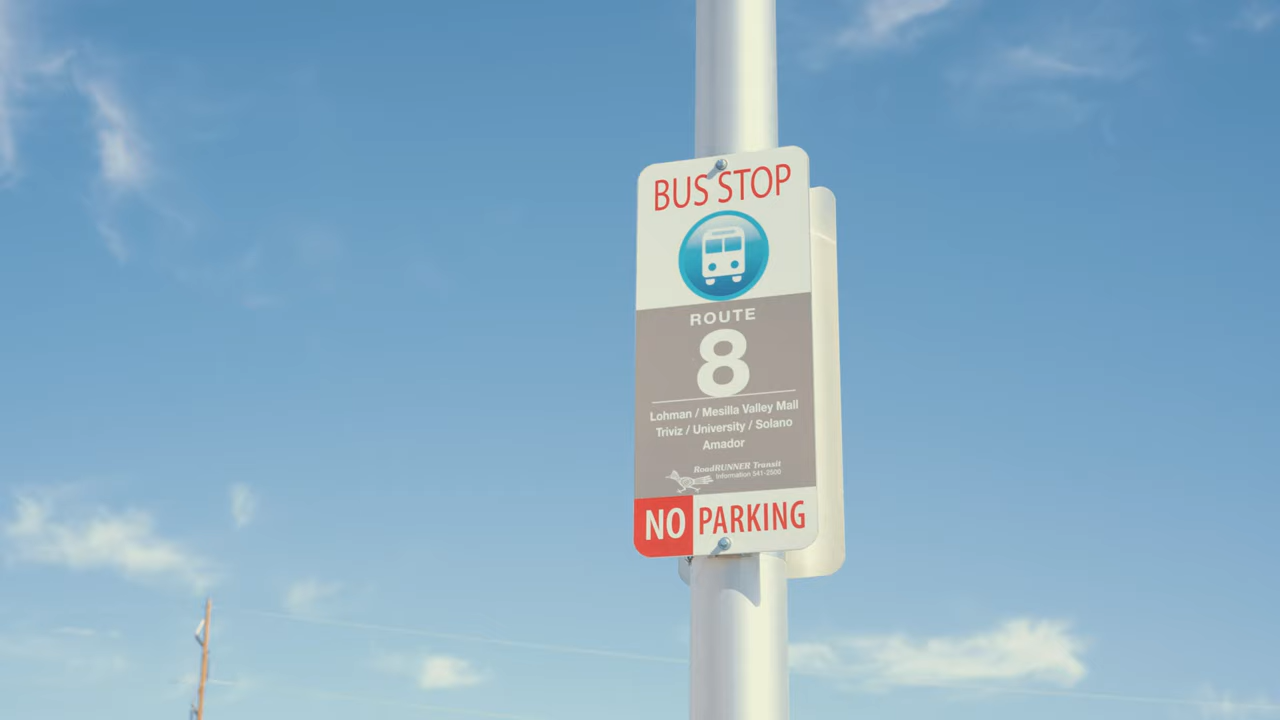 BUS STOP
ROUTE
8
Lohman / Mesilla Valley Mall
Triviz / University / Solano
Amador
RoadRUNNER Transit
Information 541-2500
NO PARKING